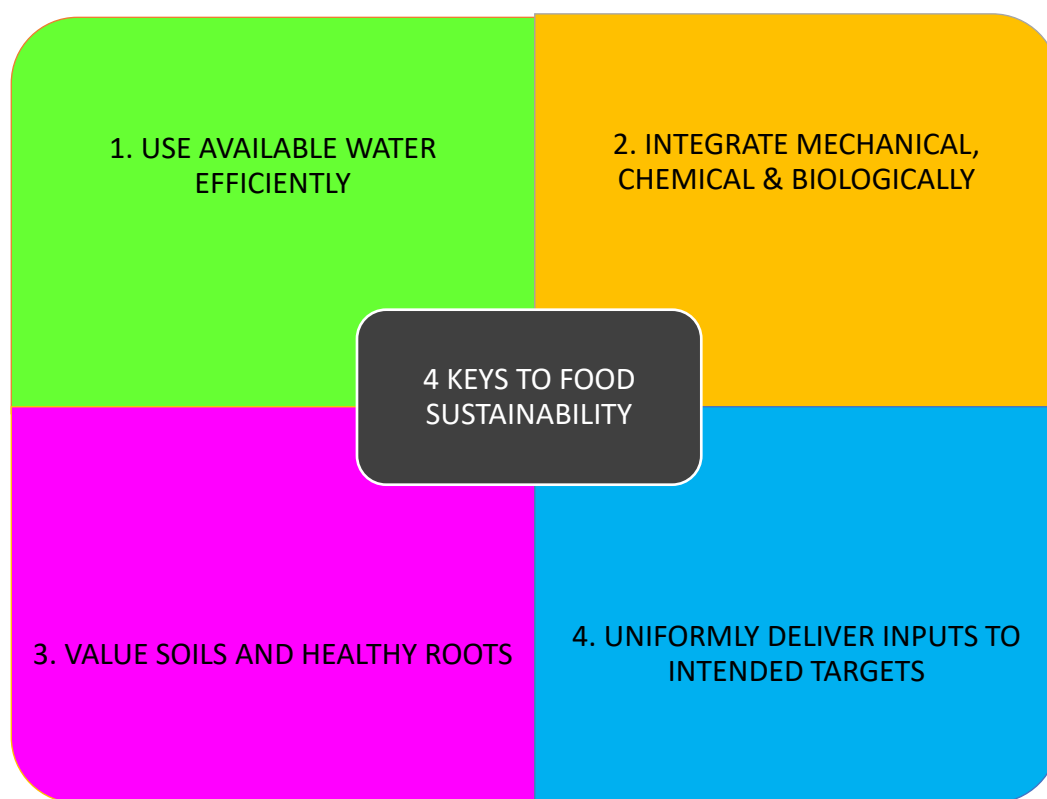 1. USE AVAILABLE WATER
EFFICIENTLY
2. INTEGRATE MECHANICAL,
CHEMICAL & BIOLOGICALLY
4 KEYS TO FOOD
SUSTAINABILITY
3. VALUE SOILS AND HEALTHY ROOTS
4. UNIFORMLY DELIVER INPUTS TO
INTENDED TARGETS